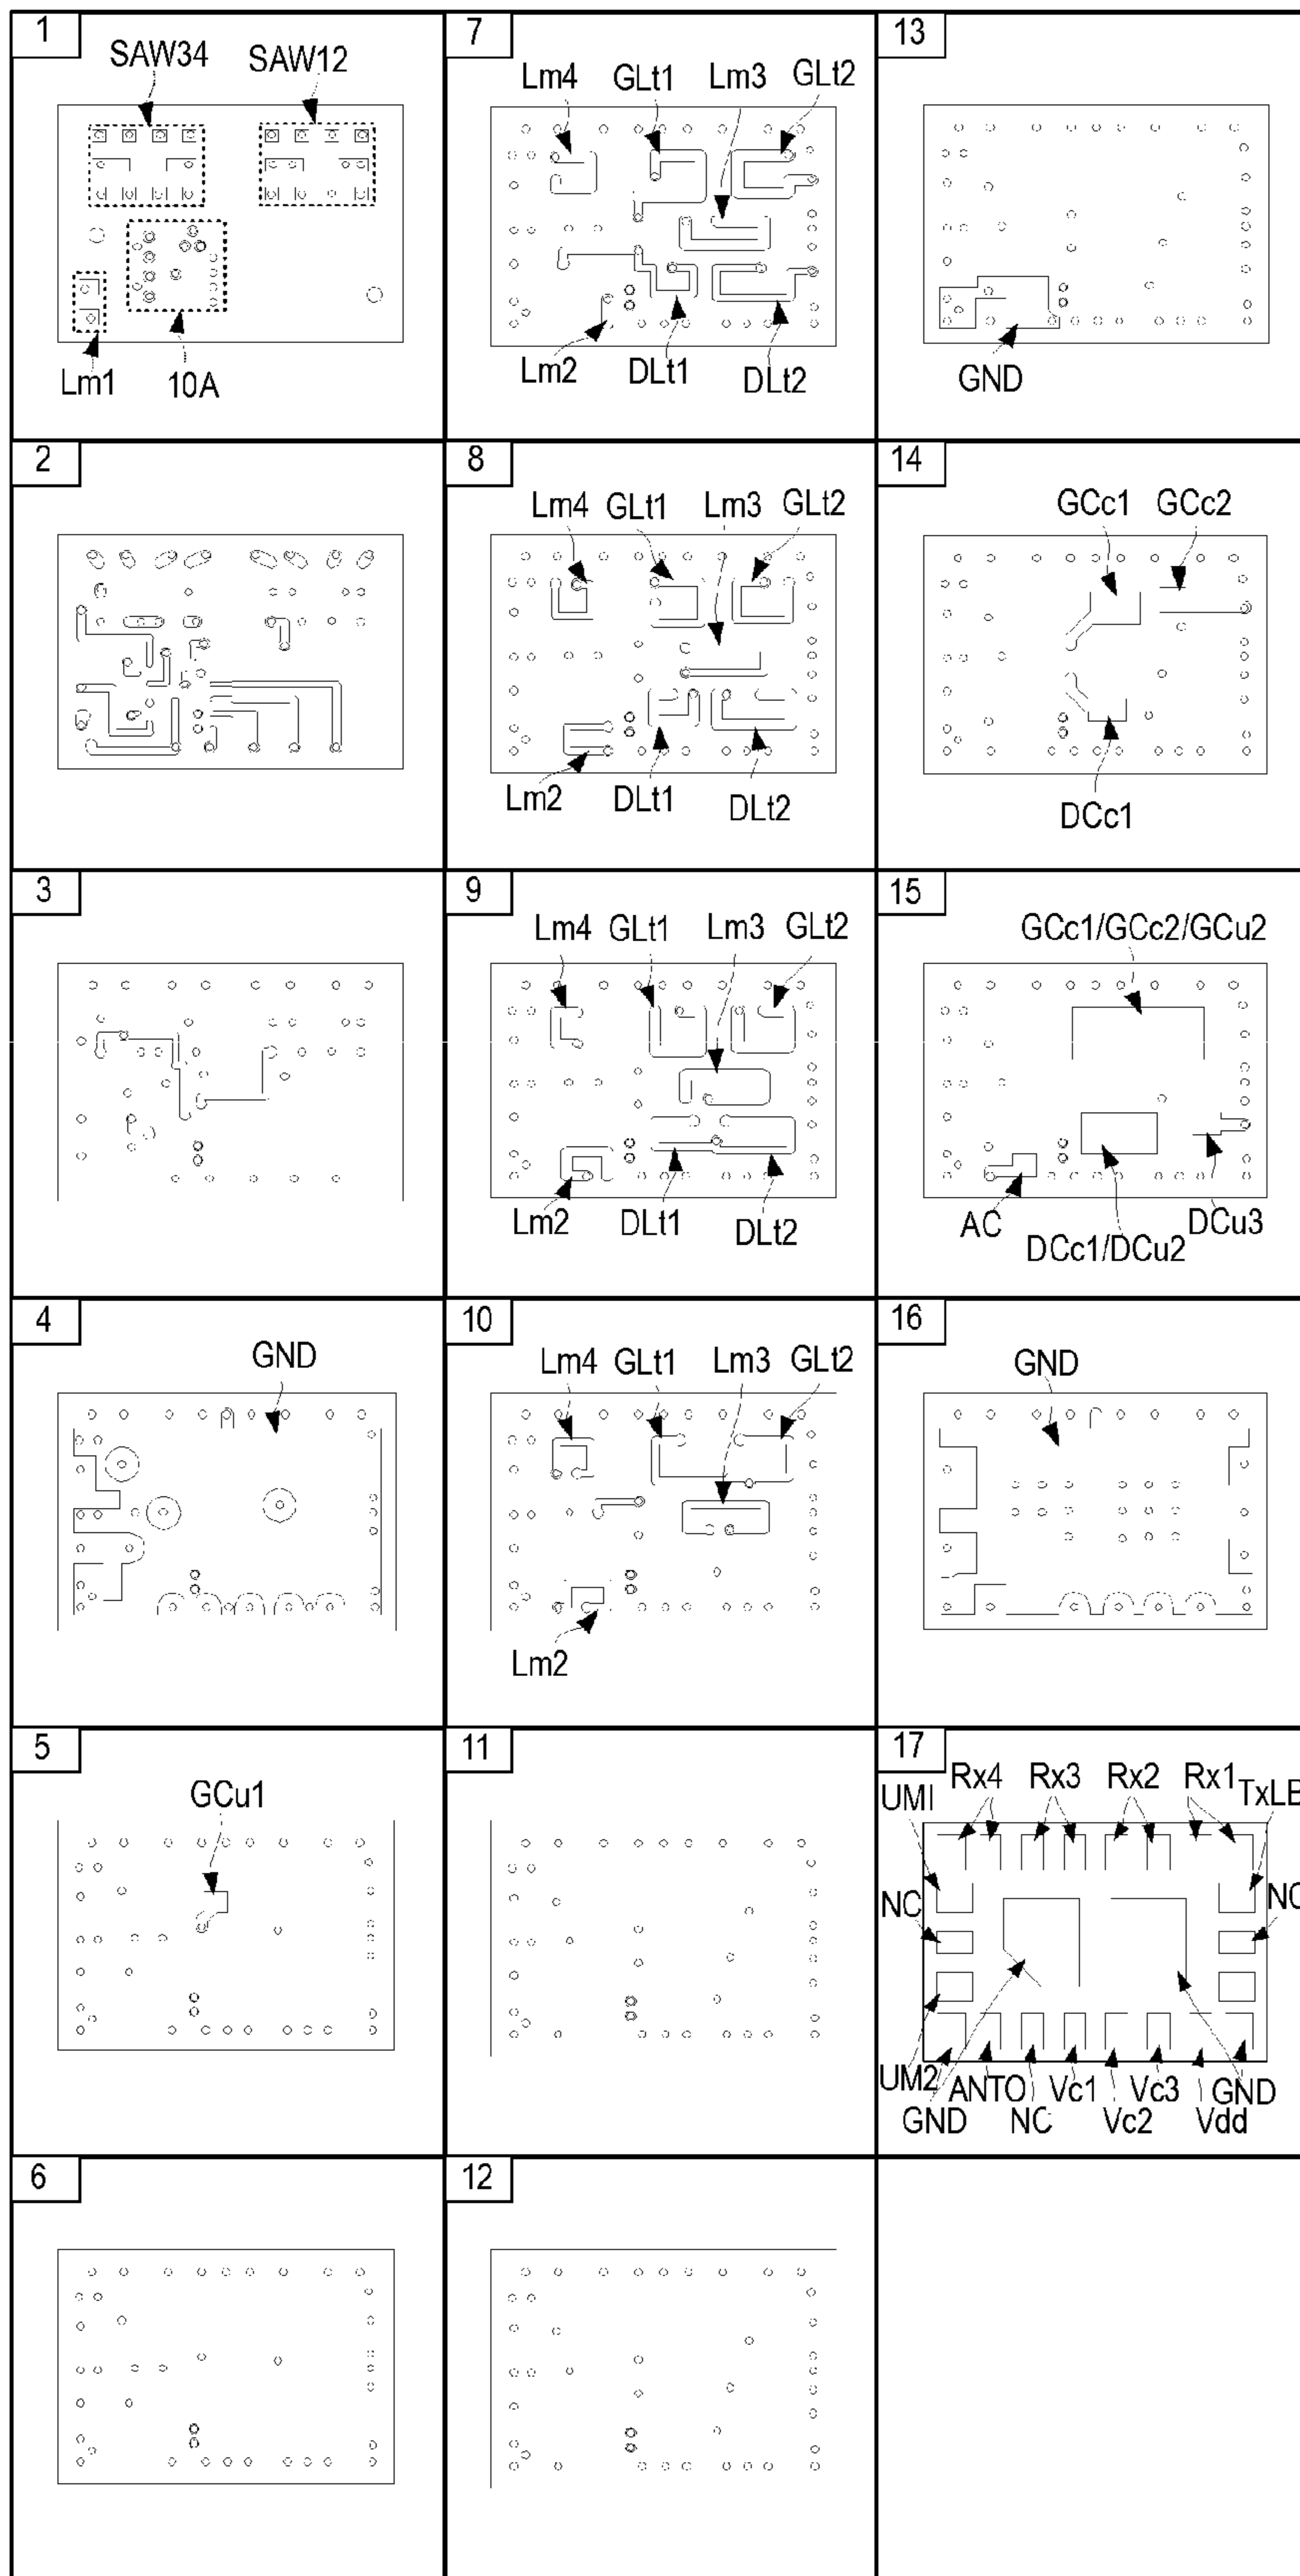 1
SAW34 SAW12
Lm1 10A
2
3
4
GND
5
GCu1
6
7
Lm4 GLt1 Lm3 GLt2
Lm2 DLt1 DLt2
8
Lm4 GLt1 Lm3 GLt2
Lm2 DLt1 DLt2
9
Lm4 GLt1 Lm3 GLt2
Lm2 DLt1 DLt2
10
Lm4 GLt1 Lm3 GLt2
Lm2
11
12
13
GND
14
GCc1 GCc2
DCc1
15
GCc1/GCc2/GCu2
AC DCc1/DCu2 DCu3
16
GND
17
Rx4 Rx3 Rx2 Rx1
UMI TxLB
NC NC
UM2 ANTO Vc1 Vc3 GND
GND NC Vc2 Vdd